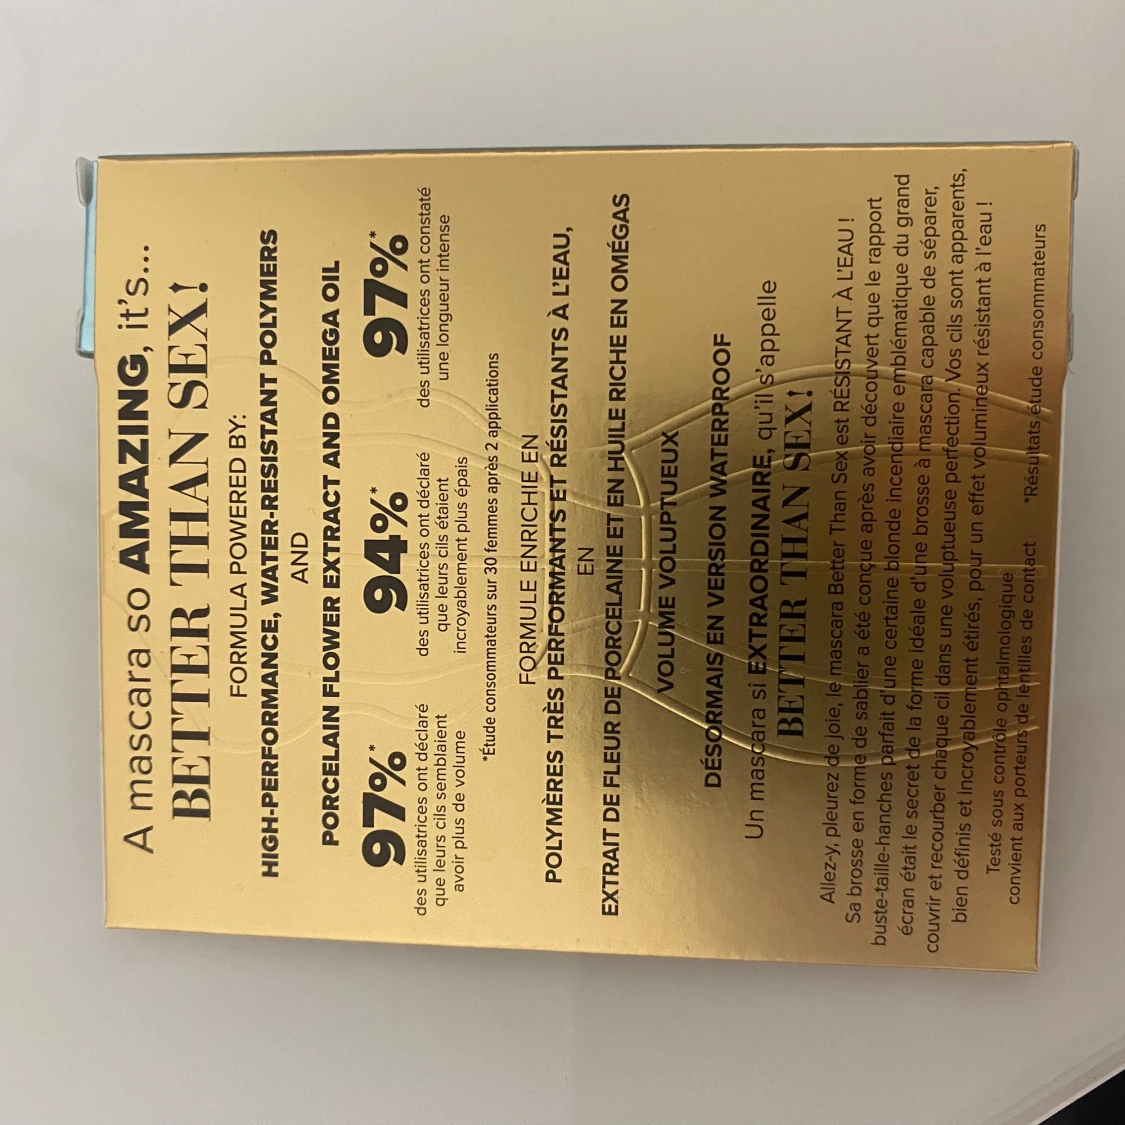 A mascara so AMAZING, it's...
BETTER THAN SEX!
FORMULA POWERED BY:
HIGH-PERFORMANCE, WATER-RESISTANT POLYMERS
AND
PORCELAIN FLOWER EXTRACT AND OMEGA OIL
97%*
des utilisatrices ont déclaré
que leurs cils semblaient
avoir plus de volume
94%*
des utilisatrices ont déclaré
que leurs cils étaient
incroyablement plus épais
97%*
des utilisatrices ont constaté
une longueur intense
*Étude consommateurs sur 30 femmes après 2 applications
FORMULE ENRICHIE EN
POLYMÈRES TRÈS PERFORMANTS ET RÉSISTANTS À L'EAU,
EN
EXTRAIT DE FLEUR DE PORCELAINE ET EN HUILE RICHE EN OMÉGAS
VOLUME VOLUPTUEUX
DÉSORMAIS EN VERSION WATERPROOF
Un mascara si EXTRAORDINAIRE, qu'il s'appelle
BETTER THAN SEX!
Allez-y, pleurez de joie, le mascara Better Than Sex est RÉSISTANT À L'EAU !
Sa brosse en forme de sablier a été conçue après avoir découvert que le rapport
buste-taille-hanches parfait d'une certaine blonde incendiaire emblématique du grand
écran était le secret de la forme idéale d'une brosse à mascara capable de séparer,
couvrir et recourber chaque cil dans une voluptueuse perfection. Vos cils sont apparents,
bien définis et incroyablement étirés, pour un effet volumineux résistant à l'eau !
Testé sous contrôle ophtalmologique
convient aux porteurs de lentilles de contact
*Résultats étude consommateurs